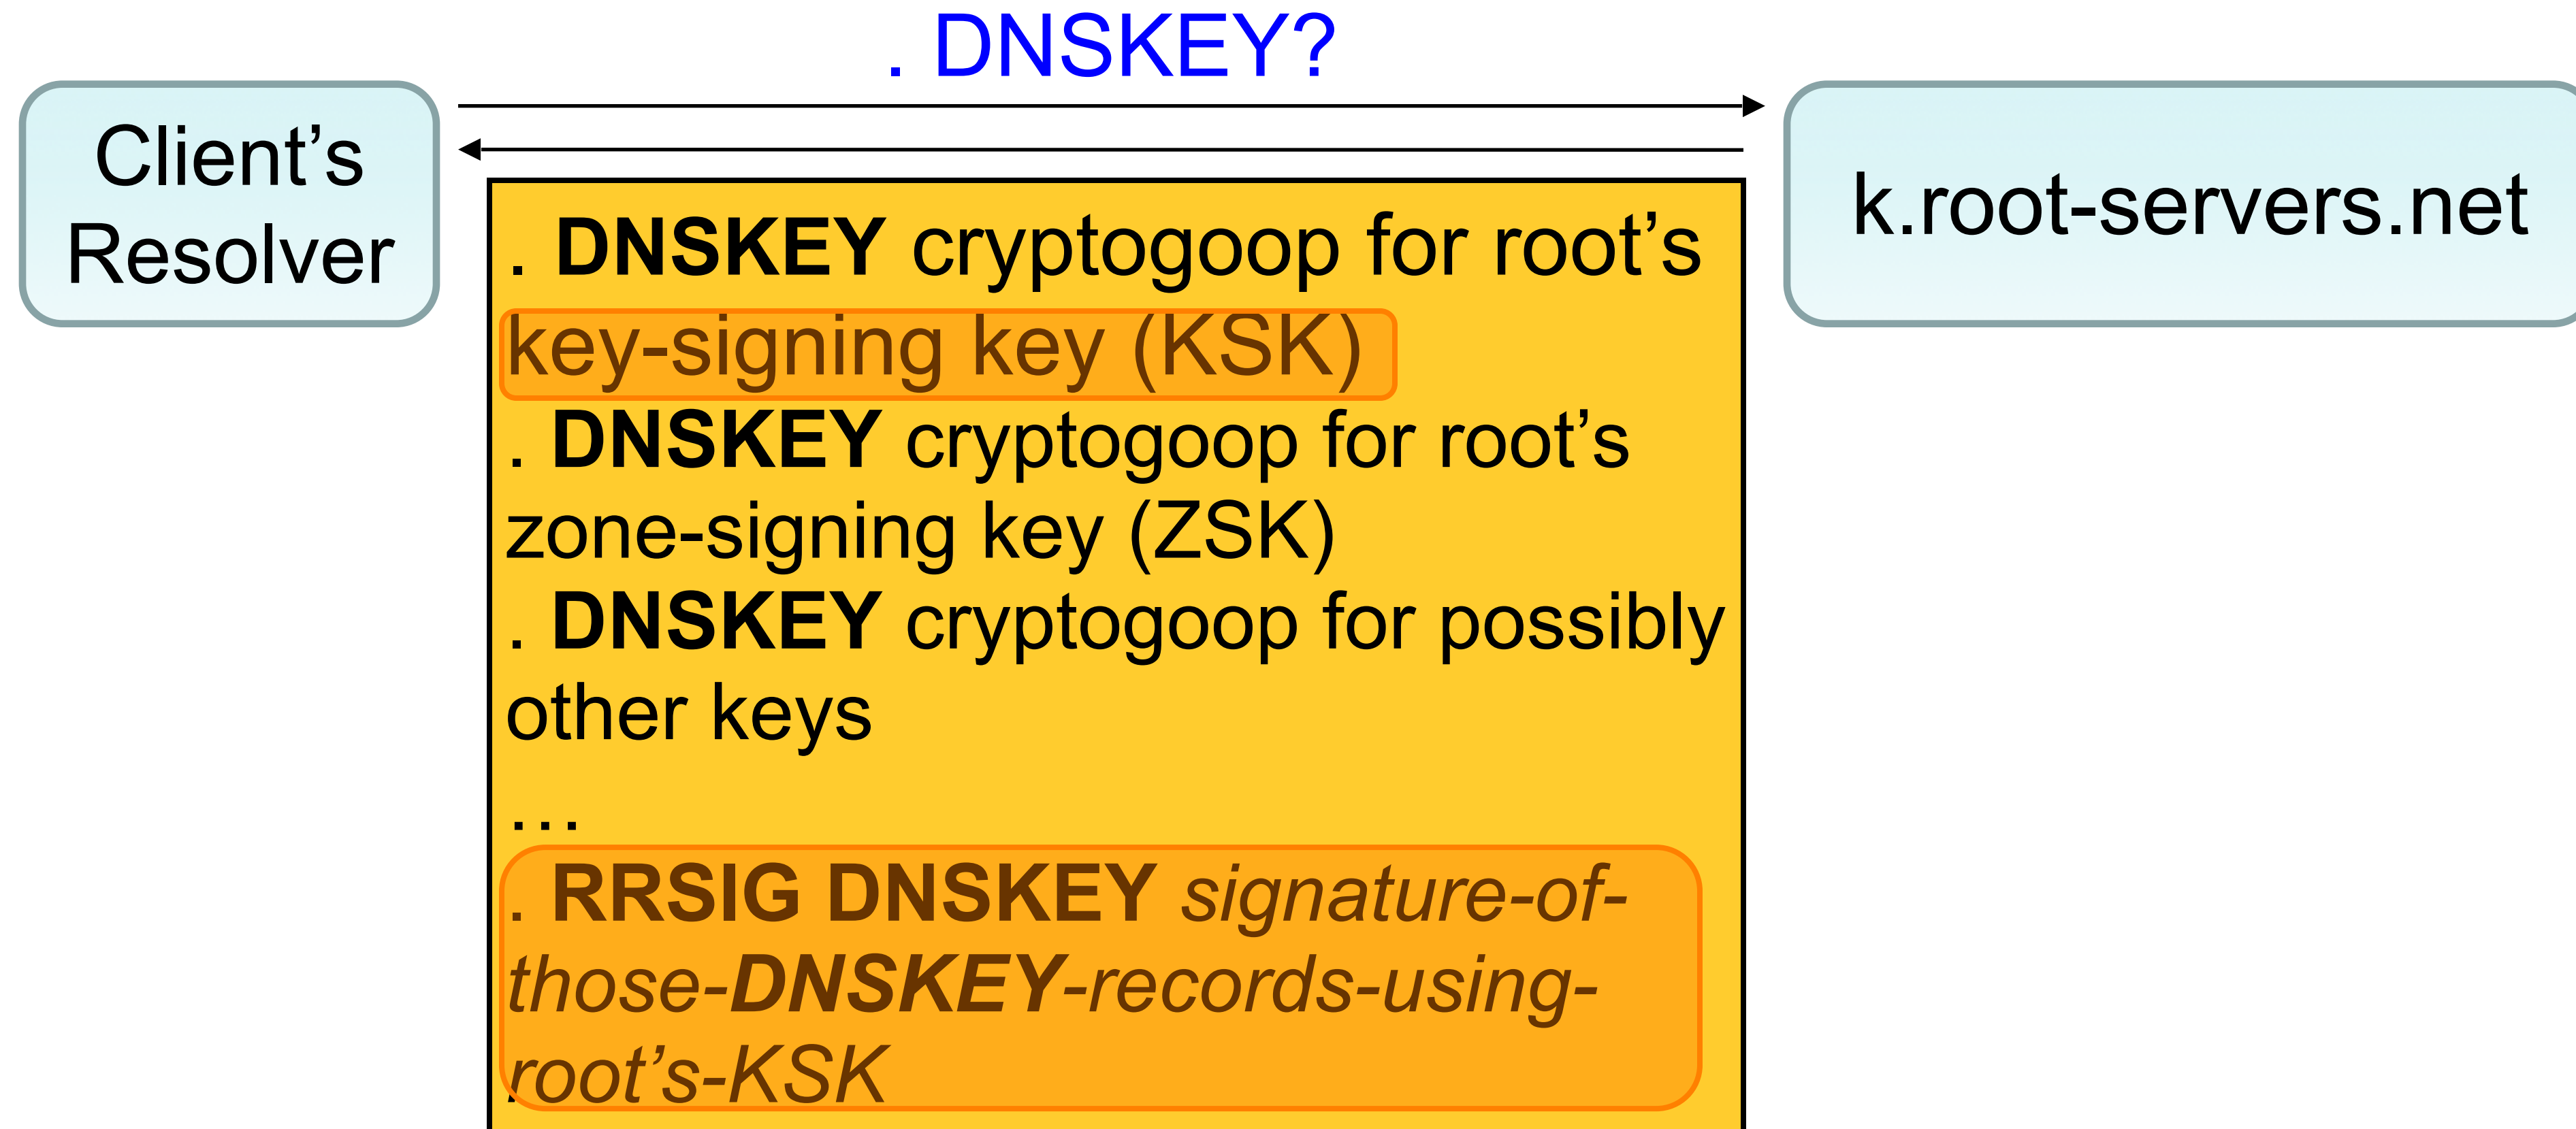 . DNSKEY?
Client’s
Resolver
k.root-servers.net
. DNSKEY cryptogoop for root’s
key-signing key (KSK)
. DNSKEY cryptogoop for root’s
zone-signing key (ZSK)
. DNSKEY cryptogoop for possibly
other keys
…
. RRSIG DNSKEY signature-of-
those-DNSKEY-records-using-
root’s-KSK